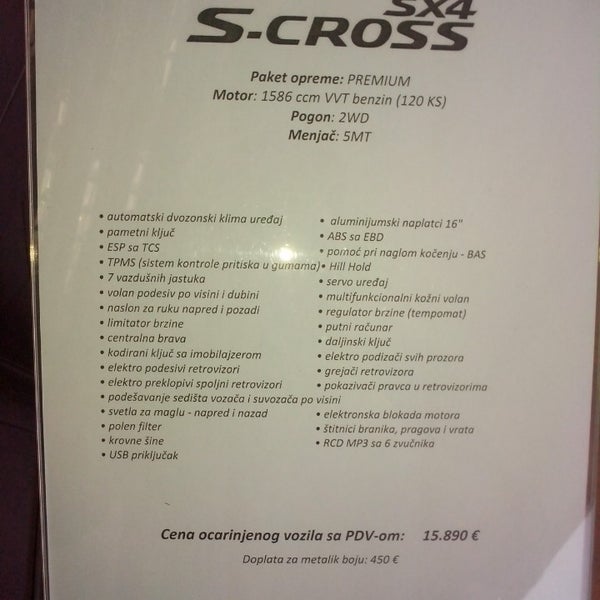 SX4
S-CROSS
Paket opreme: PREMIUM
Motor: 1586 ccm VVT benzin (120 KS)
Pogon: 2WD
Menjač: 5MT
• automatski dvozonski klima uređaj
• pametni ključ
• ESP sa TCS
• TPMS (sistem kontrole pritiska u gumama)
• 7 vazdušnih jastuka
• volan podesiv po visini i dubini
• naslon za ruku napred i pozadi
• limitator brzine
• centralna brava
• kodirani ključ sa imobilajzerom
• elektro podesivi retrovizori
• elektro preklopivi spoljni retrovizori
• podešavanje sedišta vozača i suvozača po visini
• svetla za maglu - napred i nazad
• polen filter
• krovne šine
• USB priključak
• aluminijumski naplatci 16"
• ABS sa EBD
• pomoć pri naglom kočenju - BAS
• Hill Hold
• servo uređaj
• multifunkcionalni kožni volan
• regulator brzine (tempomat)
• putni računar
• daljinski ključ
• elektro podizači svih prozora
• grejači retrovizora
• pokazivači pravca u retrovizorima
• elektronska blokada motora
• štitnici branika, pragova i vrata
• RCD MP3 sa 6 zvučnika
Cena ocarinjenog vozila sa PDV-om: 15.890 €
Doplata za metalik boju: 450 €